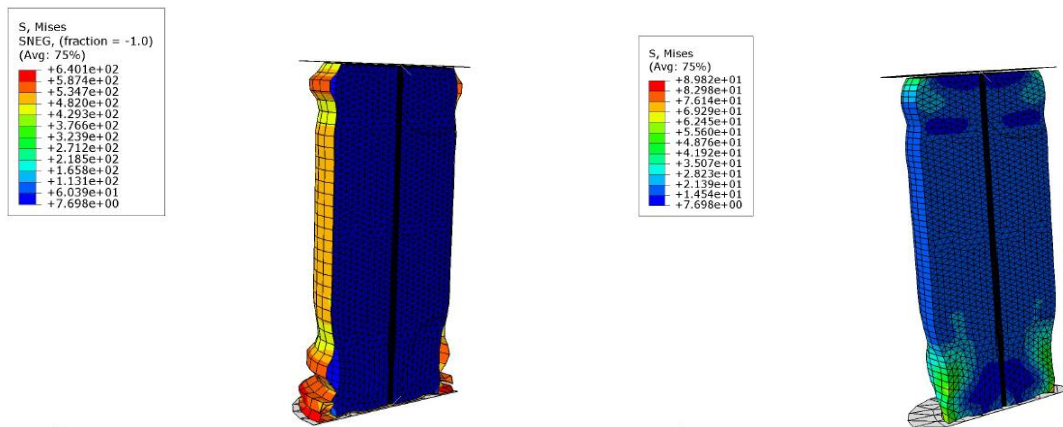 S, Mises
SNEG, (fraction = -1.0)
(Avg: 75%)
+6.401e+02
+5.874e+02
+5.347e+02
+4.820e+02
+4.293e+02
+3.766e+02
+3.239e+02
+2.712e+02
+2.185e+02
+1.658e+02
+1.131e+02
+6.039e+01
+7.698e+00
S, Mises
(Avg: 75%)
+8.982e+01
+8.298e+01
+7.614e+01
+6.929e+01
+6.245e+01
+5.560e+01
+4.876e+01
+4.192e+01
+3.507e+01
+2.823e+01
+2.139e+01
+1.454e+01
+7.698e+00